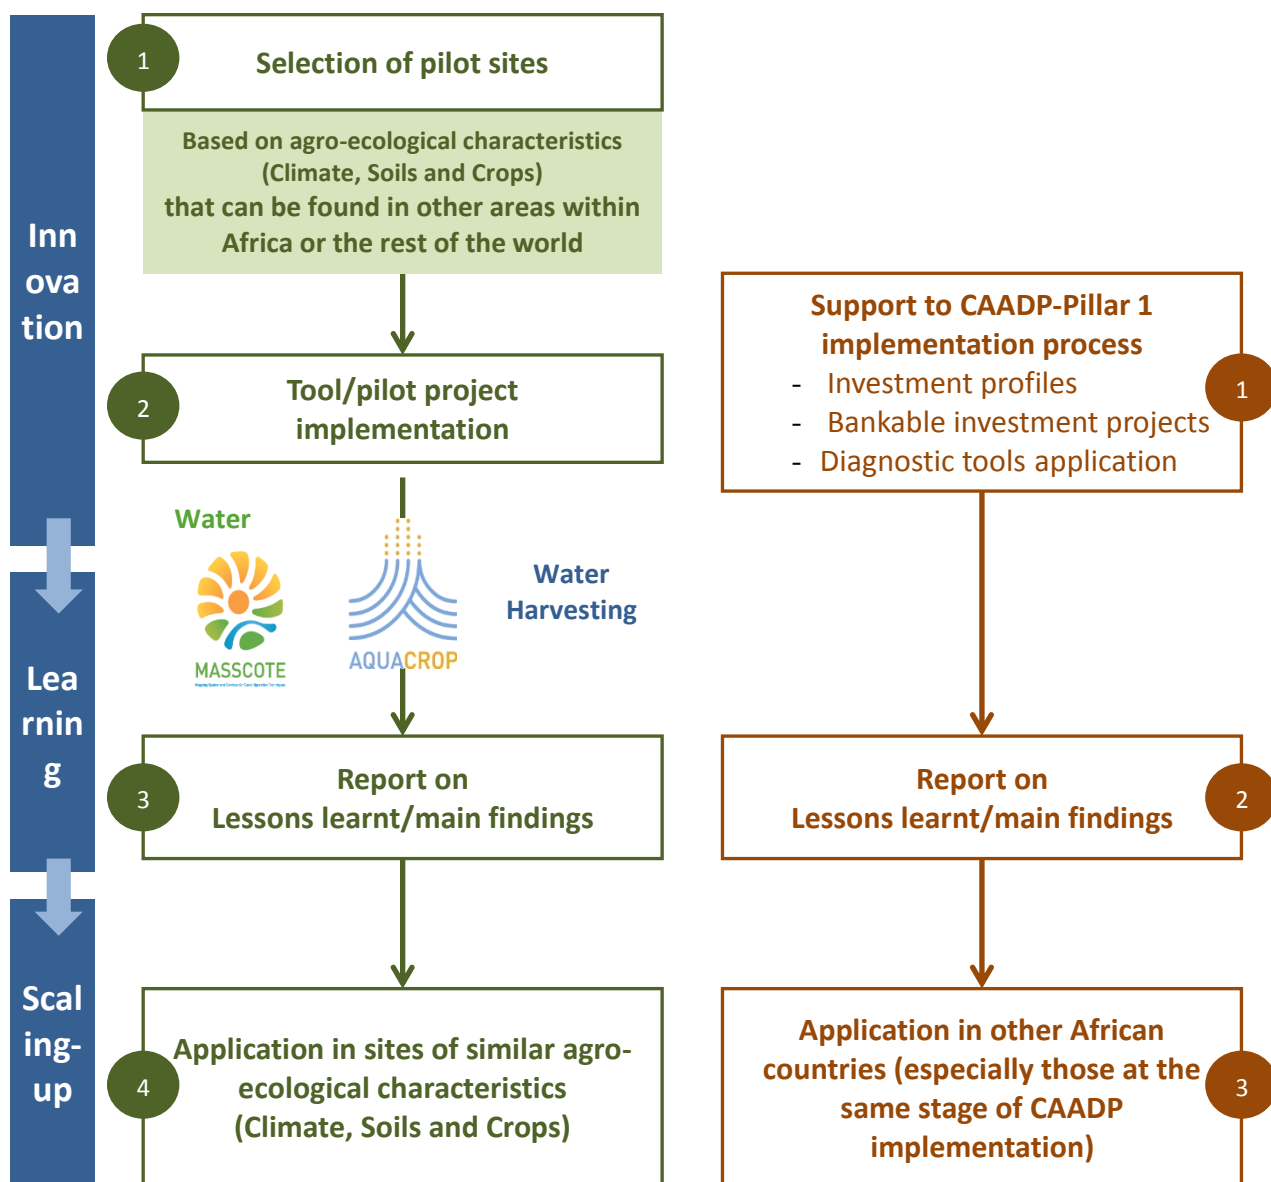 Inn
ova
tion
Lea
rnin
g
Scal
ing-
up
1
Selection of pilot sites
Based on agro-ecological characteristics
(Climate, Soils and Crops)
that can be found in other areas within
Africa or the rest of the world
2
Tool/pilot project
implementation
Water
MASSCOTE
AQUACROP
Water
Harvesting
3
Report on
Lessons learnt/main findings
4
Application in sites of similar agro-
ecological characteristics
(Climate, Soils and Crops)
Support to CAADP-Pillar 1
implementation process
- Investment profiles
- Bankable investment projects
- Diagnostic tools application
1
Report on
Lessons learnt/main findings
2
Application in other African
countries (especially those at the
same stage of CAADP
implementation)
3